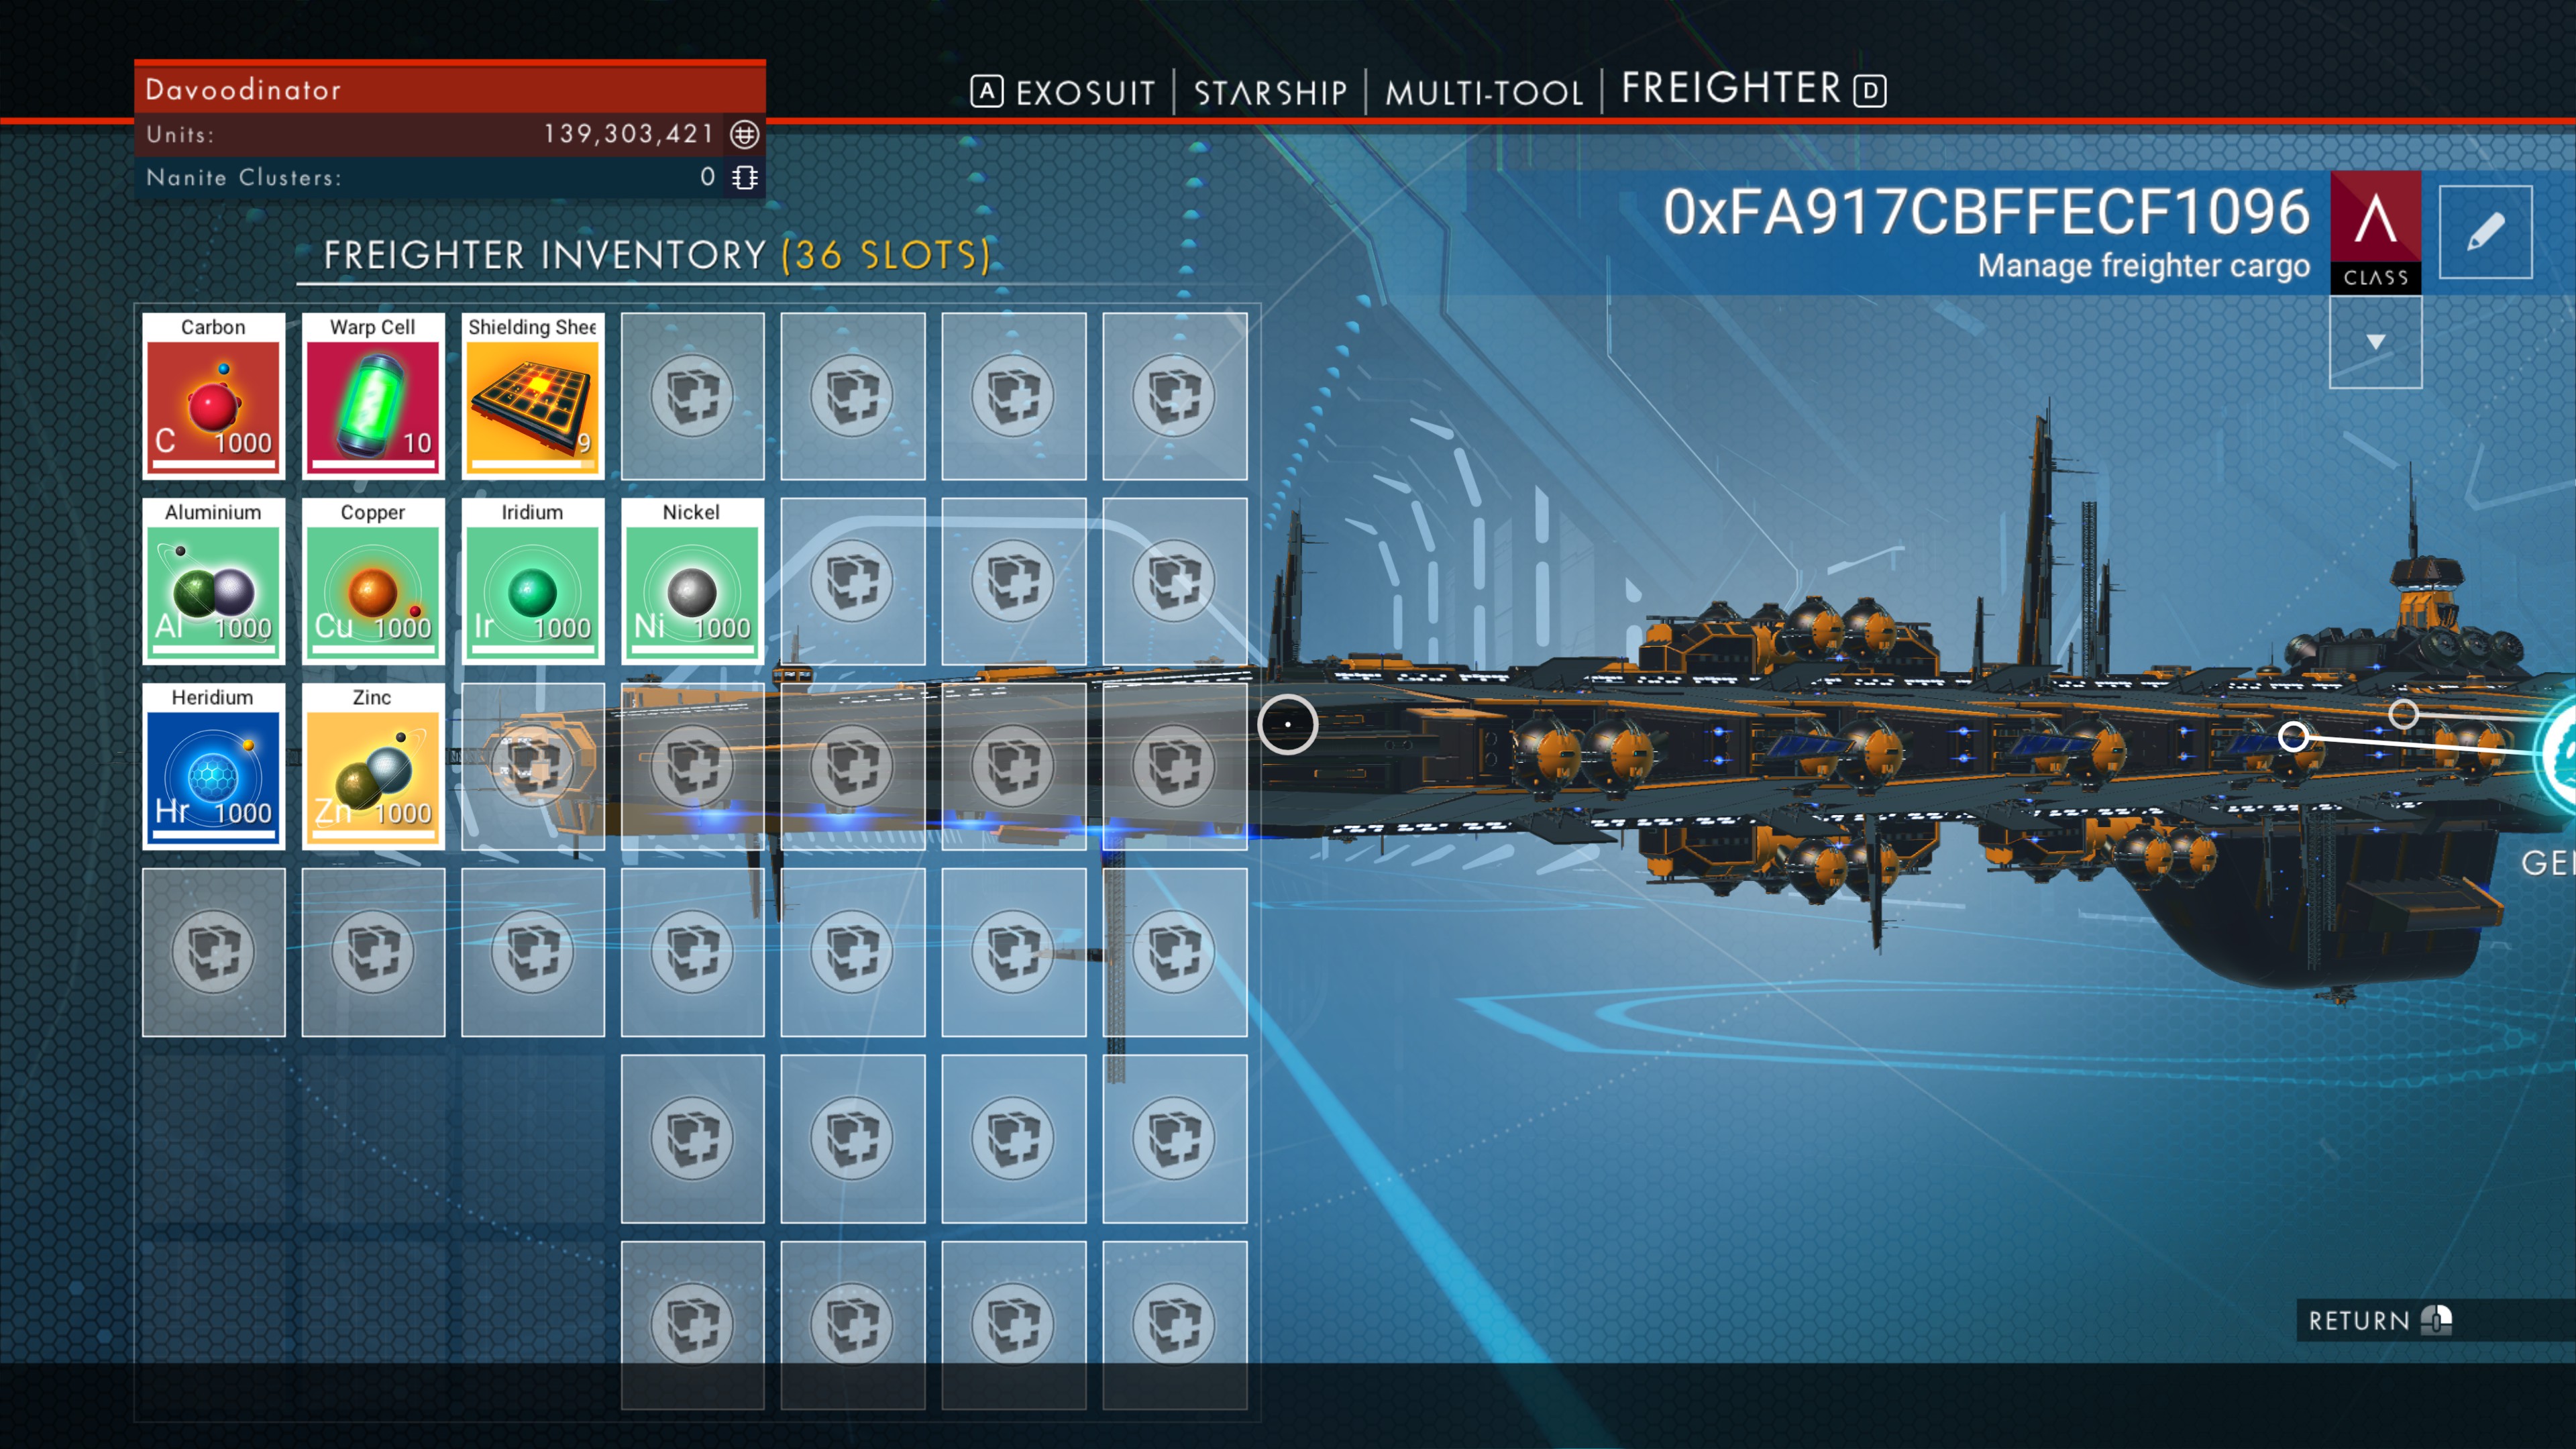 Davoodinator
Units: 139,303,421
Nanite Clusters: 0
A EXOSUIT STARSHIP MULTI-TOOL FREIGHTER D
0xFA917CBFFECF1096
Manage freighter cargo
CLASS
FREIGHTER INVENTORY (36 SLOTS)
Carbon Warp Cell Shielding Shee
C 1000 10 9
Aluminium Copper Iridium Nickel
Al 1000 Cu 1000 Ir 1000 Ni 1000
Heridium Zinc
Hr 1000 Zn 1000
GE
RETURN